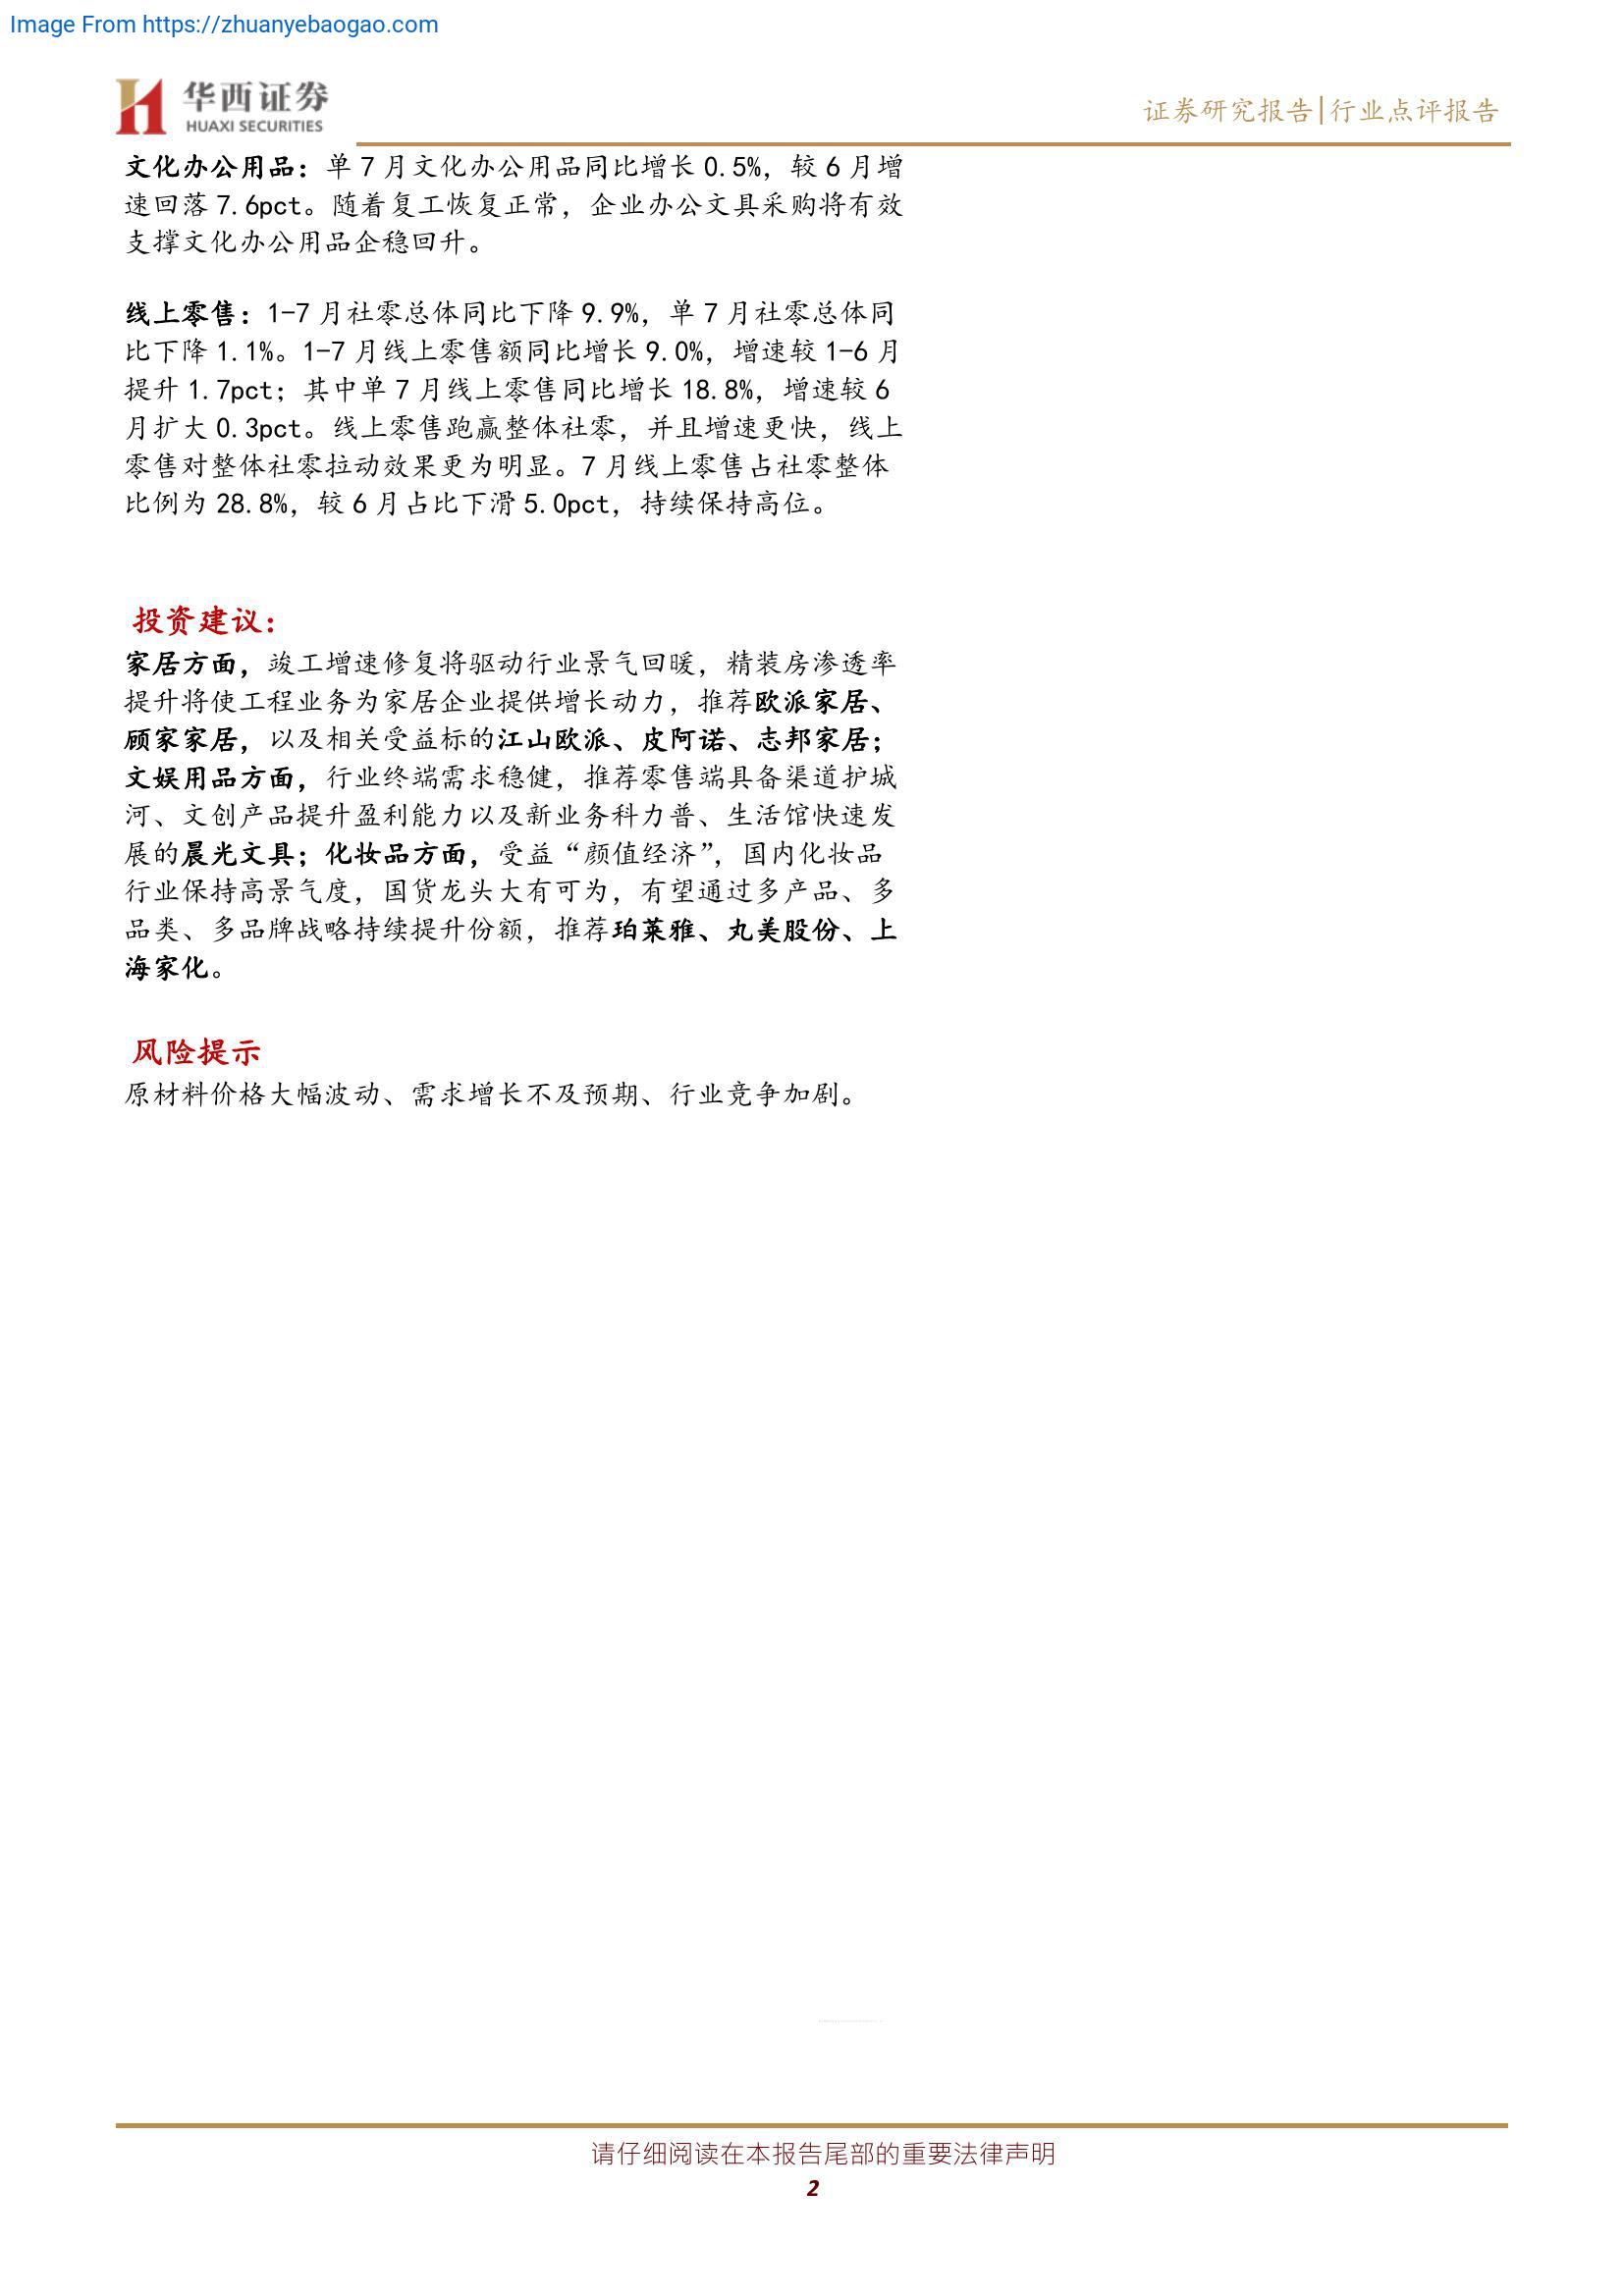 Image From https://zhuanyebaogao.com
华西证券
HUAXI SECURITIES
证券研究报告|行业点评报告
文化办公用品：单 7 月文化办公用品同比增长 0.5%，较 6 月增
速回落 7.6pct。随着复工恢复正常，企业办公文具采购将有效
支撑文化办公用品企稳回升。
线上零售：1-7 月社零总体同比下降 9.9%，单 7 月社零总体同
比下降 1.1%。1-7 月线上零售额同比增长 9.0%，增速较 1-6 月
提升 1.7pct；其中单 7 月线上零售同比增长 18.8%，增速较 6
月扩大 0.3pct。线上零售跑赢整体社零，并且增速更快，线上
零售对整体社零拉动效果更为明显。7 月线上零售占社零整体
比例为 28.8%，较 6 月占比下滑 5.0pct，持续保持高位。
投资建议：
家居方面，竣工增速修复将驱动行业景气回暖，精装房渗透率
提升将使工程业务为家居企业提供增长动力，推荐欧派家居、
顾家家居，以及相关受益标的江山欧派、皮阿诺、志邦家居；
文娱用品方面，行业终端需求稳健，推荐零售端具备渠道护城
河、文创产品提升盈利能力以及新业务科力普、生活馆快速发
展的晨光文具；化妆品方面，受益“颜值经济”，国内化妆品
行业保持高景气度，国货龙头大有可为，有望通过多产品、多
品类、多品牌战略持续提升份额，推荐珀莱雅、丸美股份、上
海家化。
风险提示
原材料价格大幅波动、需求增长不及预期、行业竞争加剧。
请仔细阅读在本报告尾部的重要法律声明
2